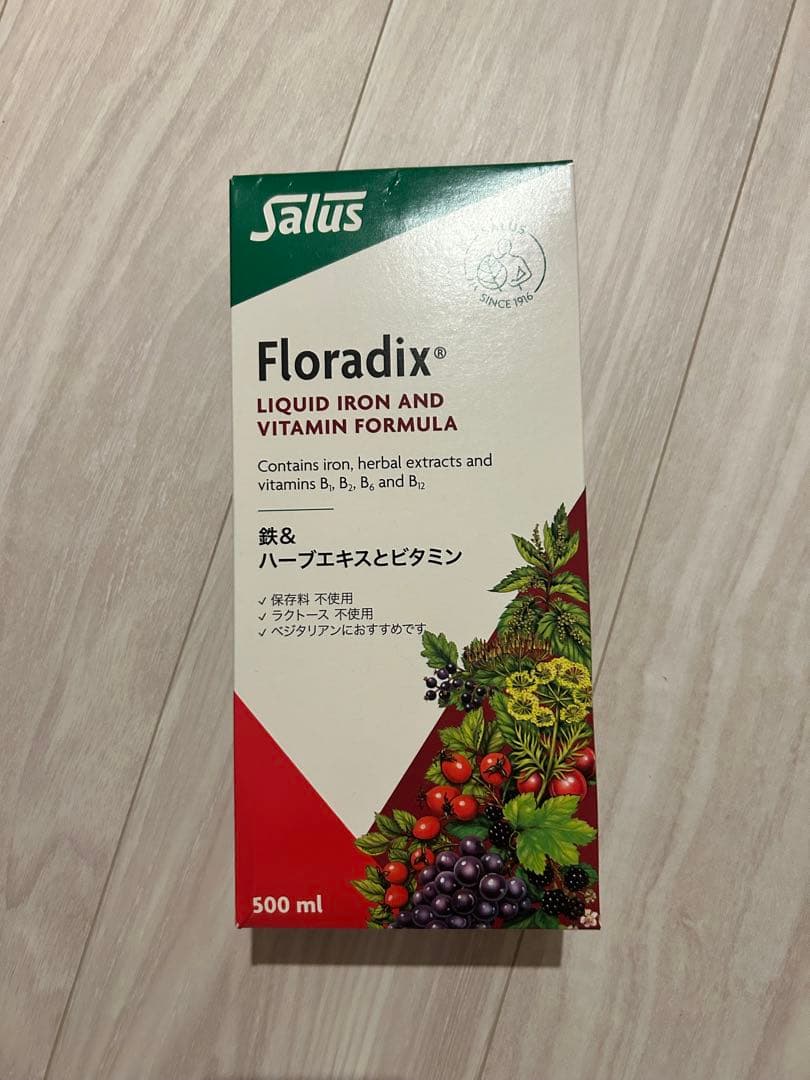 Salus
SALUS
SINCE 1916
Floradix®
LIQUID IRON AND
VITAMIN FORMULA
Contains iron, herbal extracts and
vitamins B₁, B₂, B₆ and B₁₂
鉄&
ハーブエキスとビタミン
✓ 保存料 不使用
✓ ラクトース 不使用
✓ ベジタリアンにおすすめです
500 ml